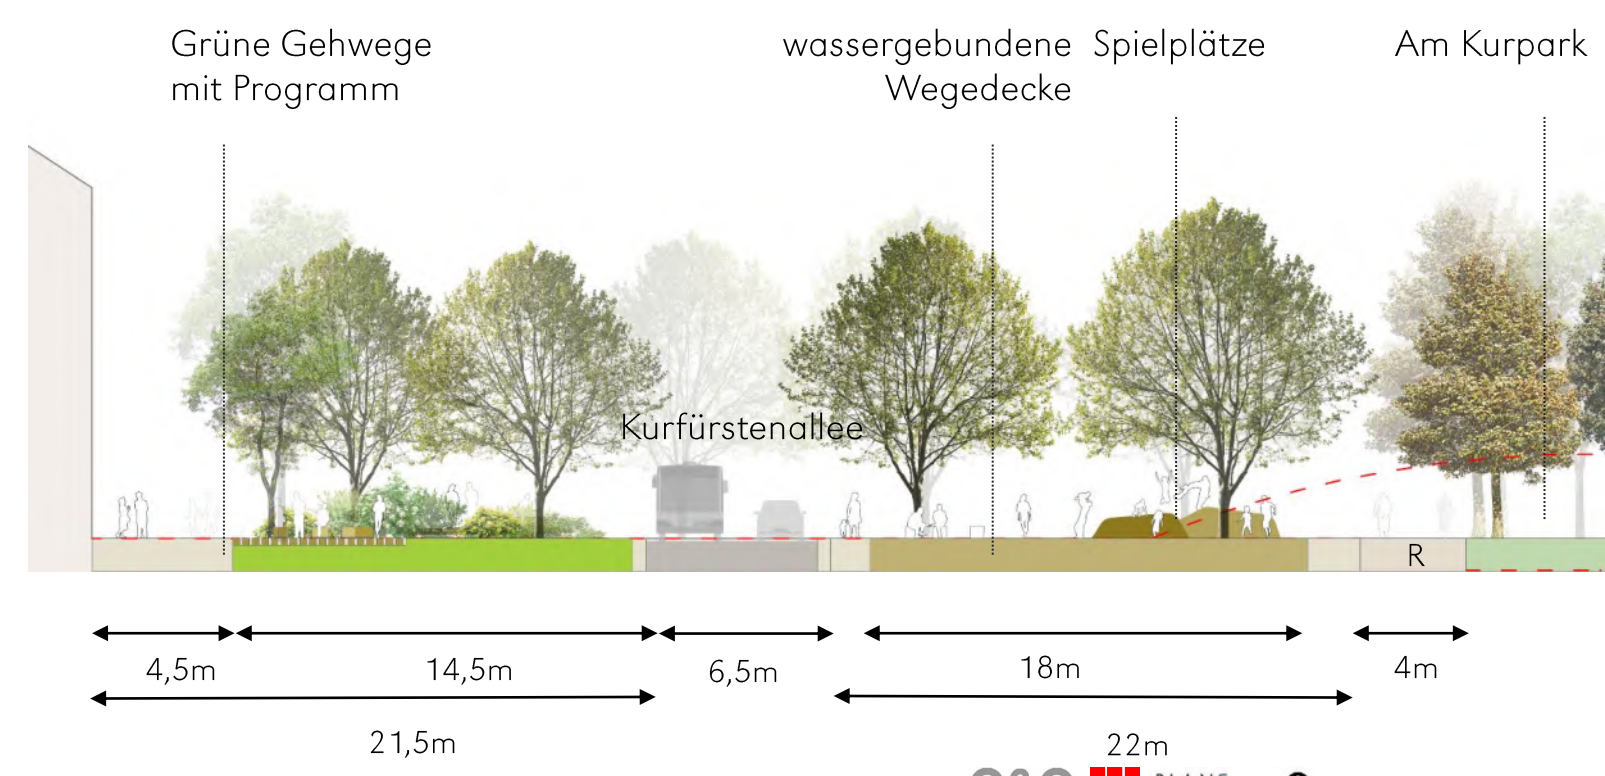 Grüne Gehwege
mit Programm
wassergebundene
Wegedecke
Spielplätze
Am Kurpark
Kurfürstenallee
R
4,5m
14,5m
6,5m
18m
4m
21,5m
22m